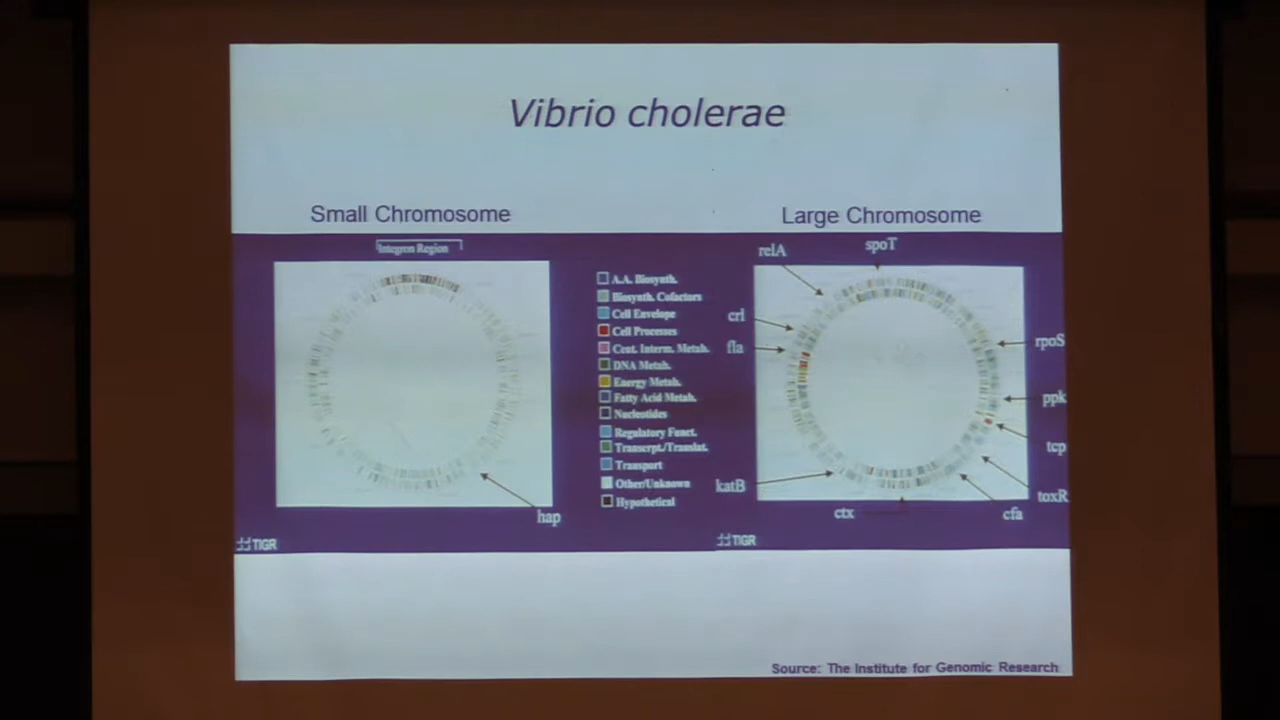 Vibrio cholerae
Small Chromosome
Large Chromosome
Integron Region
hap
TIGR
A.A. Biosynth.
Biosynth. Cofactors
Cell Envelope
Cell Processes
Cent. Interm. Metab.
DNA Metab.
Energy Metab.
Fatty Acid Metab.
Nucleotides
Regulatory Funct.
Transcrpt./Translat.
Transport
Other/Unknown
Hypothetical
relA
spoT
crl
fla
rpoS
ppk
tcp
toxR
katB
ctx
cfa
TIGR
Source: The Institute for Genomic Research